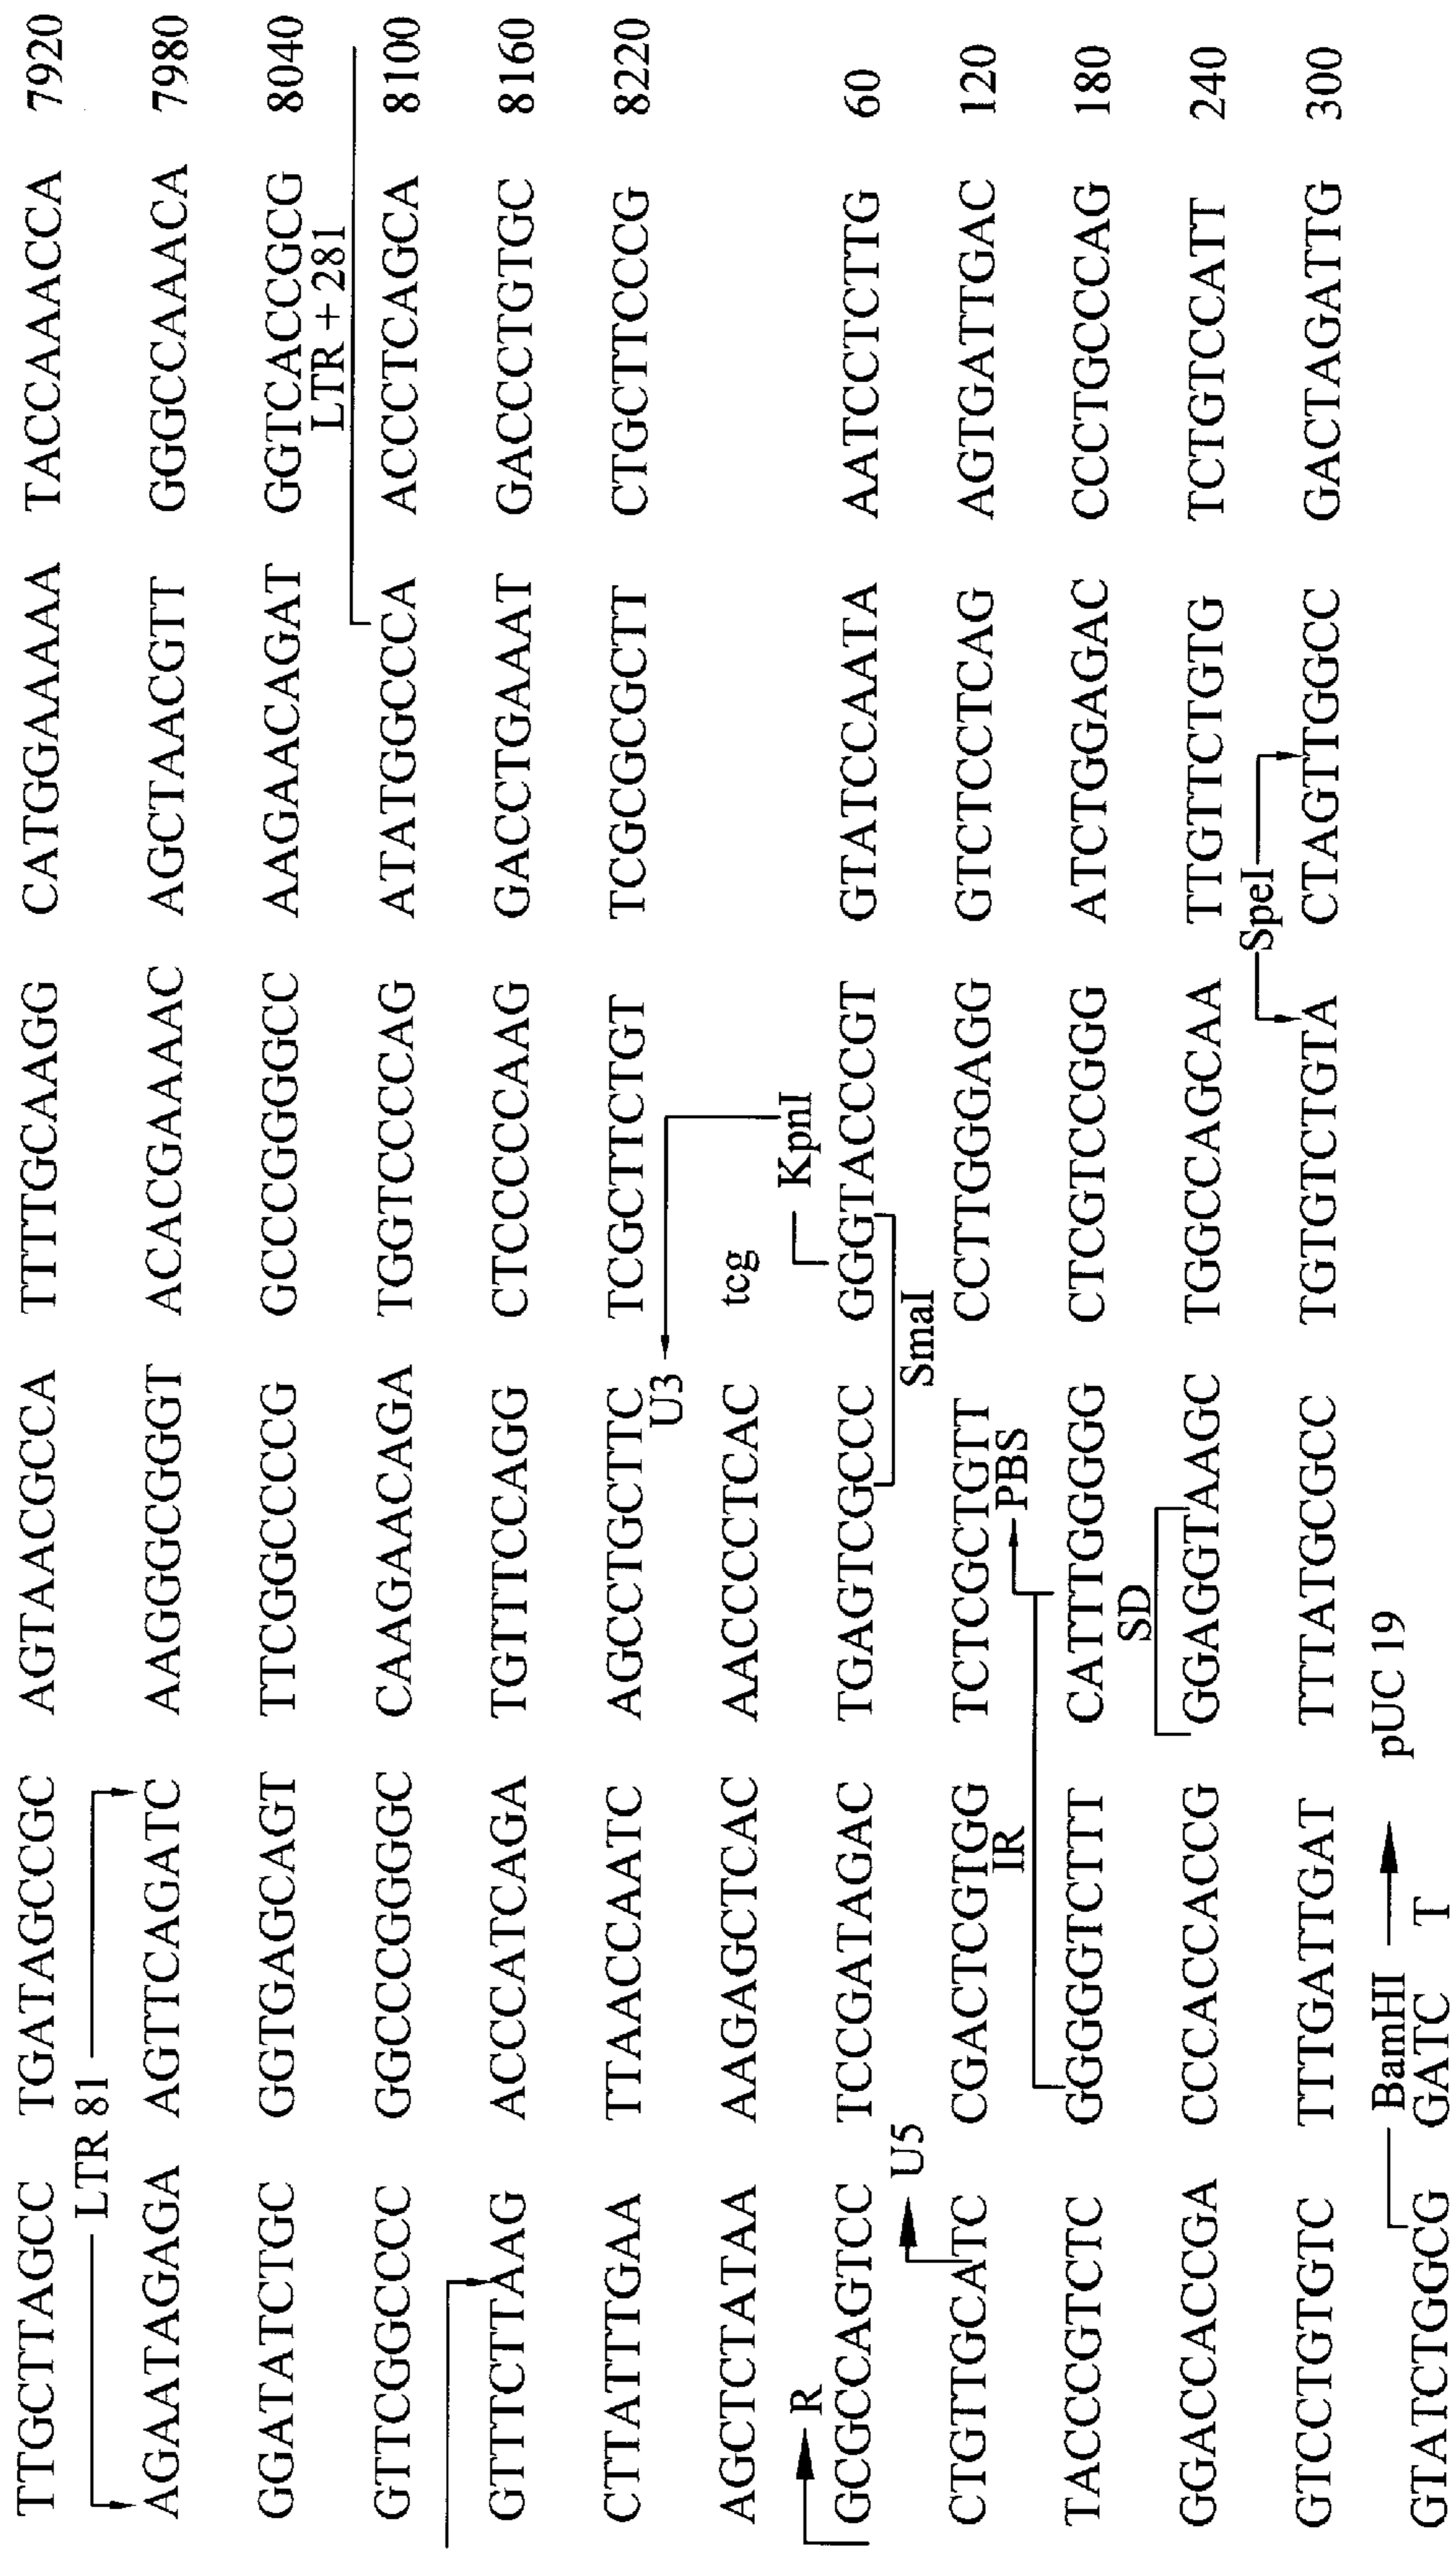 TTGCTTAGCC TGATAGCCGC AGTAACGCCA TTTTGCAAGG CATGGAAAAA TACCAAACCA 7920
LTR 81
AGAATAGAGA AGTTCAGATC AAGGGCGGGT ACACGAAAAC AGCTAACGTT GGGCCAAACA 7980
GGATATCTGC GGTGAGCAGT TTCGGCCCCG GCCCGGGGCC AAGAACAGAT GGTCACCGCG 8040
LTR + 281
GTTCGGCCCC GGCCCGGGGC CAAGAACAGA TGGTCCCCAG ATATGGCCCA ACCCTCAGCA 8100
GTTTCTTAAG ACCCATCAGA TGTTTCCAGG CTCCCCCAAG GACCTGAAAT GACCCTGTGC 8160
CTTATTTGAA TTAACCAATC AGCCTGCTTC TCGCTTCTGT TCGCGCGCTT CTGCTTCCCG 8220
U3
AGCTCTATAA AAGAGCTCAC AACCCCTCAC tcg
R KpnI
GCGCCAGTCC TCCGATAGAC TGAGTCGCCC GGGTACCCGT GTATCCAATA AATCCTCTTG 60
U5 SmaI
CTGTTGCATC CGACTCGTGG TCTCGCTGTT CCTTGGGAGG GTCTCCTCAG AGTGATTGAC 120
IR PBS
TACCCGTCTC GGGGGTCTTT CATTTGGGGG CTCGTCCGGG ATCTGGAGAC CCCTGCCCAG 180
SD
GGACCACCGA CCCACCACCG GGAGGTAAGC TGGCCAGCAA TTGTTCTGTG TCTGTCCATT 240
SpeI
GTCCTGTGTC TTTGATTGAT TTTATGCGCC TGTGTCTGTA CTAGTTGGCC GACTAGATTG 300
BamHI pUC 19
GTATCTGGCG GATC T